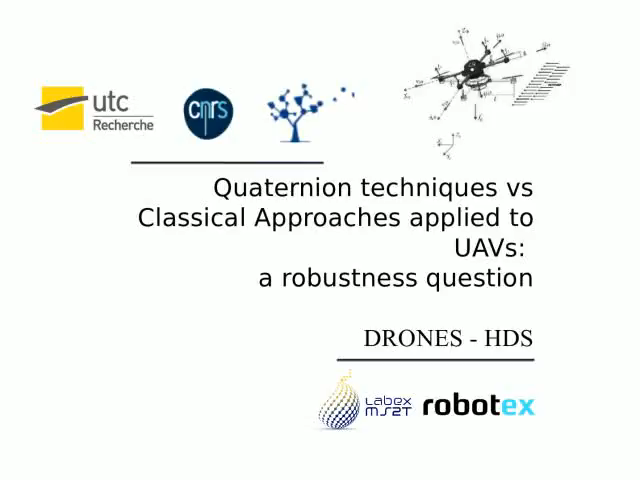 utc
Recherche
cnrs
Quaternion techniques vs
Classical Approaches applied to
UAVs:
a robustness question
DRONES - HDS
Labex
MS2T
robotex